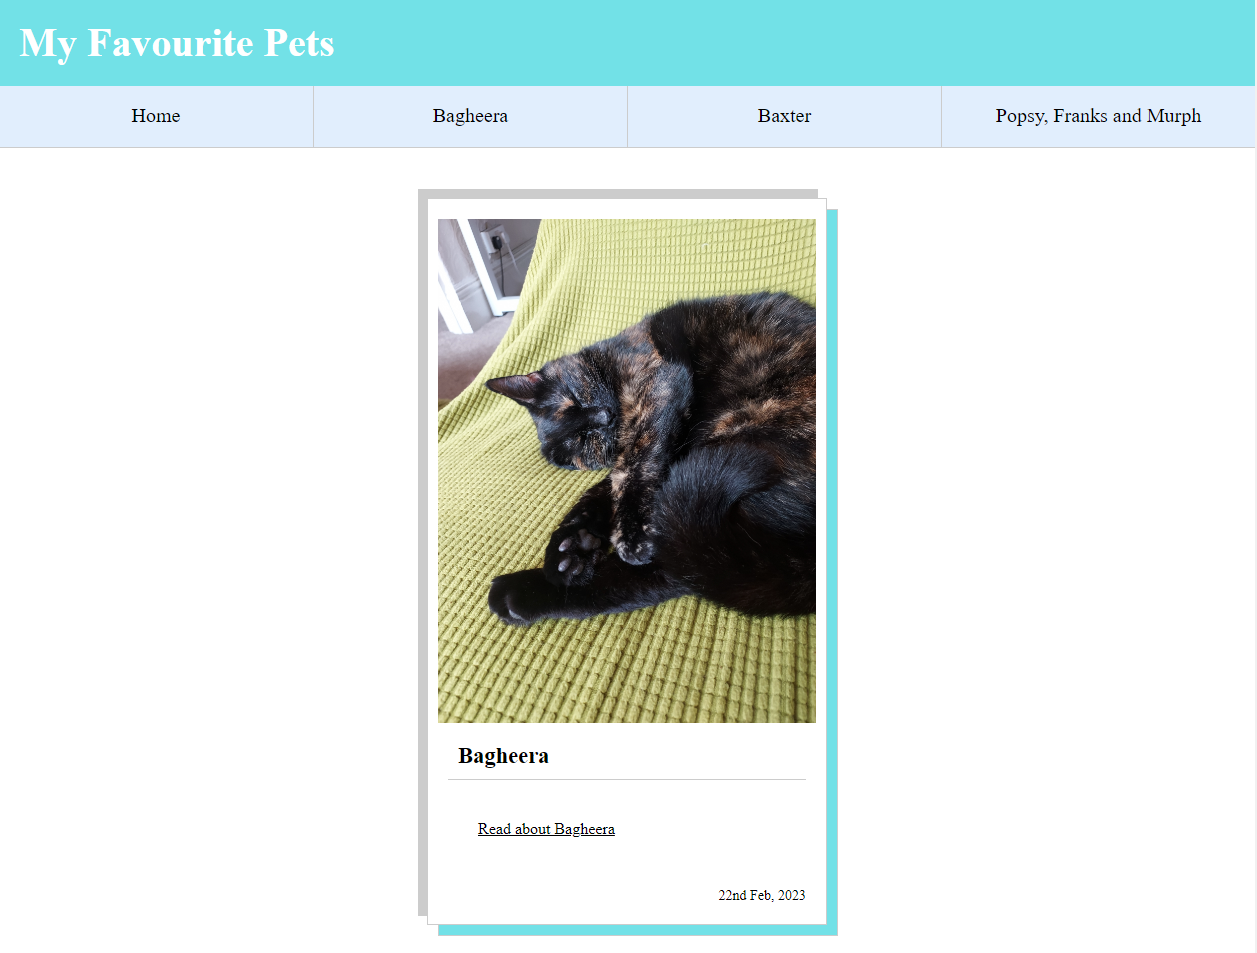 My Favourite Pets
Home
Bagheera
Baxter
Popsy, Franks and Murph
Bagheera
Read about Bagheera
22nd Feb, 2023